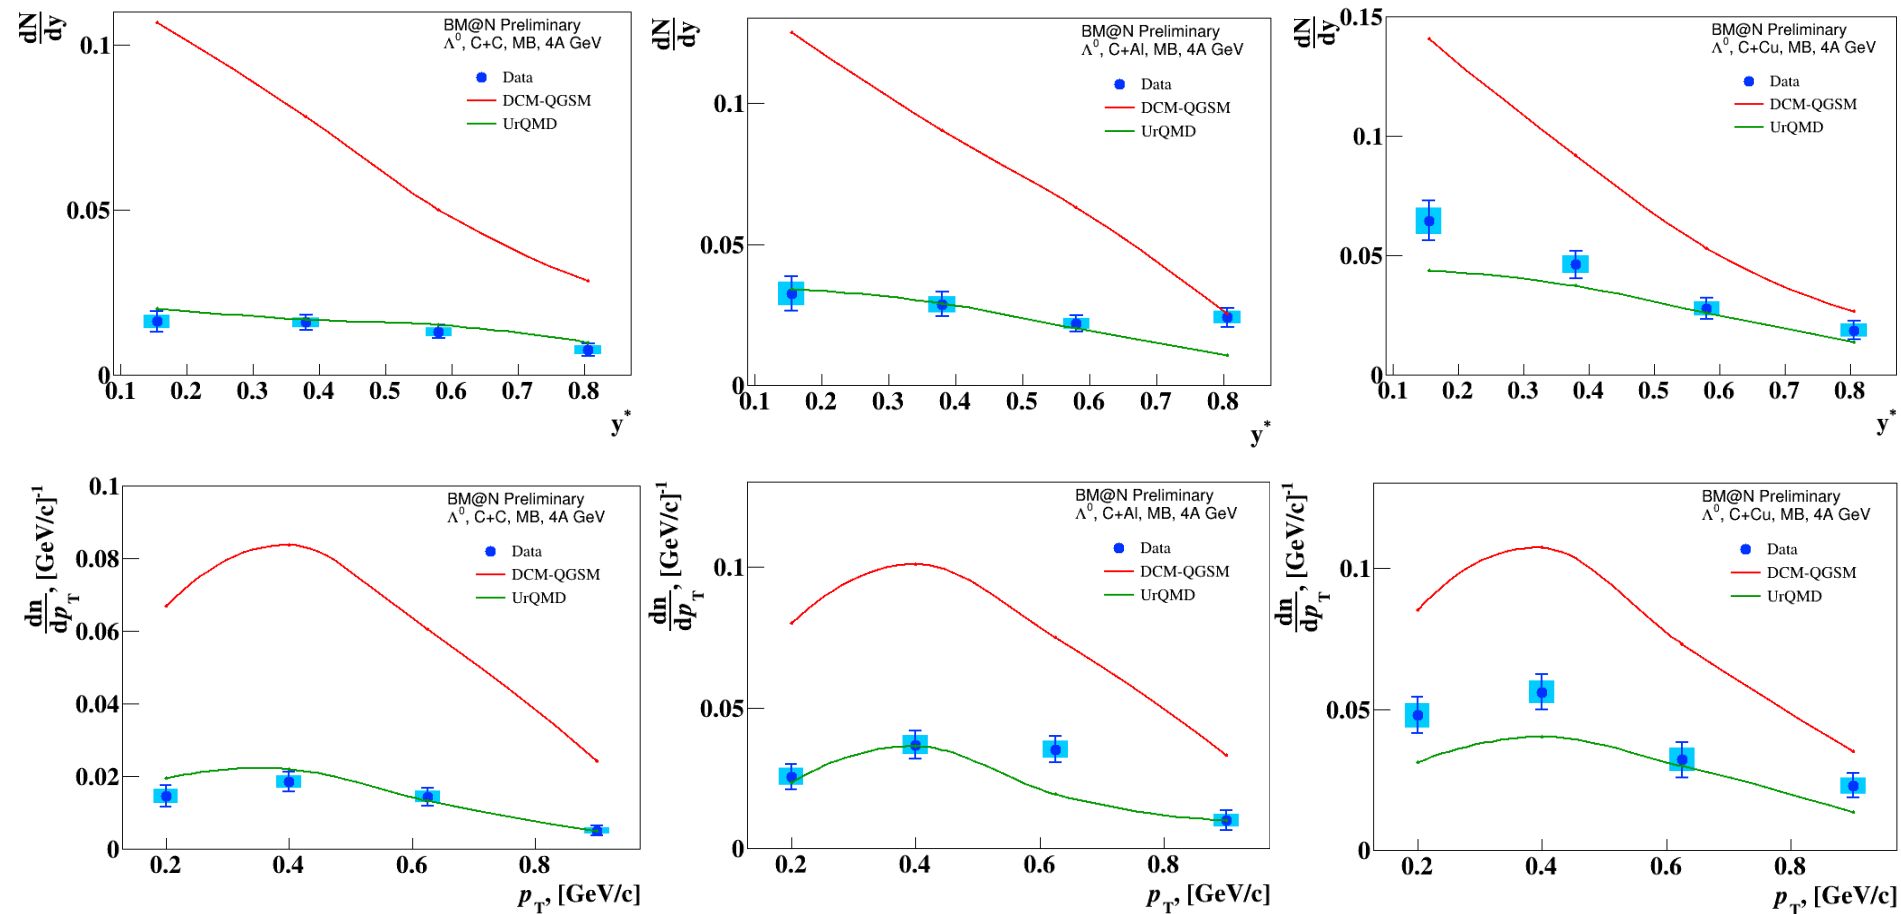 dN
dy
BM@N Preliminary
Λ⁰, C+C, MB, 4A GeV
Data
DCM-QGSM
UrQMD
0.1
0.05
0
0.1 0.2 0.3 0.4 0.5 0.6 0.7 0.8
y*
dN
dy
BM@N Preliminary
Λ⁰, C+Al, MB, 4A GeV
Data
DCM-QGSM
UrQMD
0.1
0.05
0
0.1 0.2 0.3 0.4 0.5 0.6 0.7 0.8
y*
dN
dy
BM@N Preliminary
Λ⁰, C+Cu, MB, 4A GeV
Data
DCM-QGSM
UrQMD
0.15
0.1
0.05
0
0.1 0.2 0.3 0.4 0.5 0.6 0.7 0.8
y*
dn
dp_T, [GeV/c]⁻¹
BM@N Preliminary
Λ⁰, C+C, MB, 4A GeV
Data
DCM-QGSM
UrQMD
0.1
0.08
0.06
0.04
0.02
0
0.2 0.4 0.6 0.8
p_T, [GeV/c]
dn
dp_T, [GeV/c]⁻¹
BM@N Preliminary
Λ⁰, C+Al, MB, 4A GeV
Data
DCM-QGSM
UrQMD
0.1
0.05
0
0.2 0.4 0.6 0.8
p_T, [GeV/c]
dn
dp_T, [GeV/c]⁻¹
BM@N Preliminary
Λ⁰, C+Cu, MB, 4A GeV
Data
DCM-QGSM
UrQMD
0.1
0.05
0
0.2 0.4 0.6 0.8
p_T, [GeV/c]